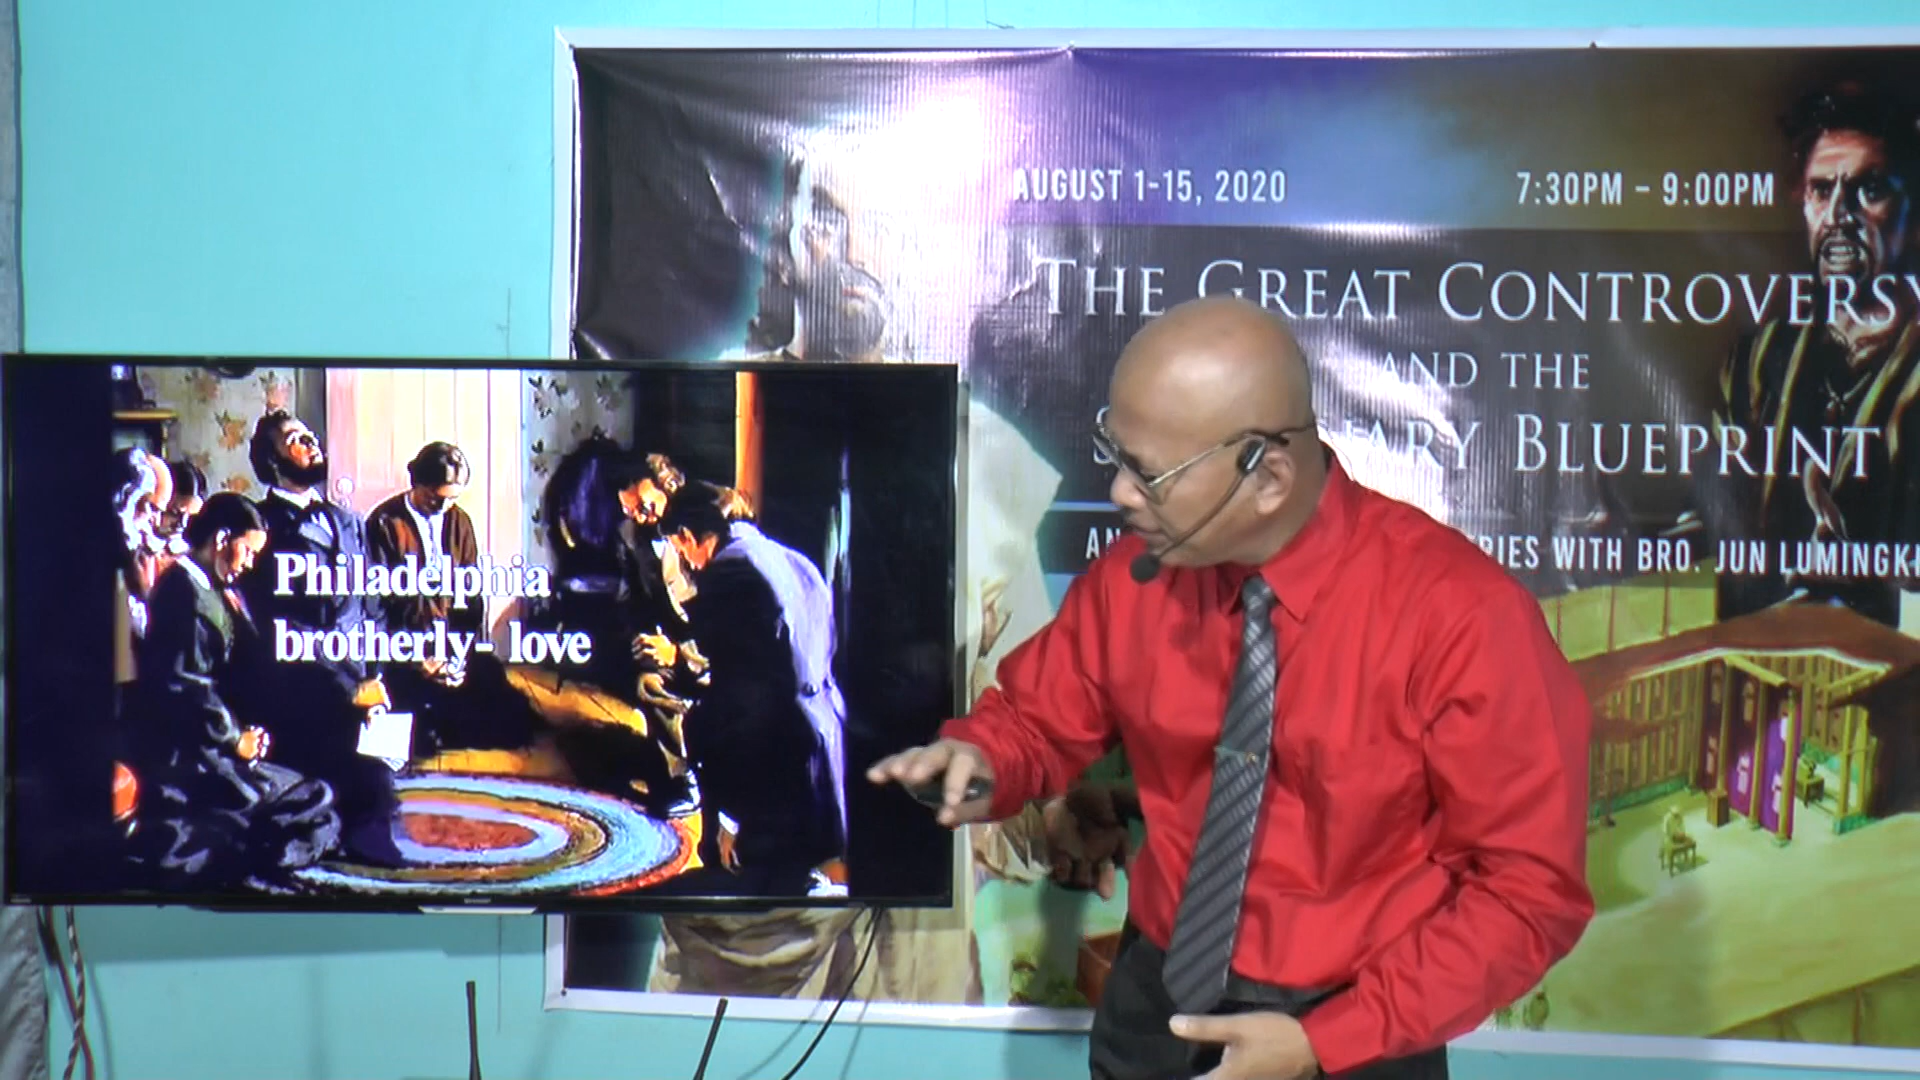 AUGUST 1-15, 2020
7:30PM - 9:00PM
THE GREAT CONTROVERSY
AND THE
BLUEPRINT
WITH BRO. JUN
Philadelphia
brotherly- love